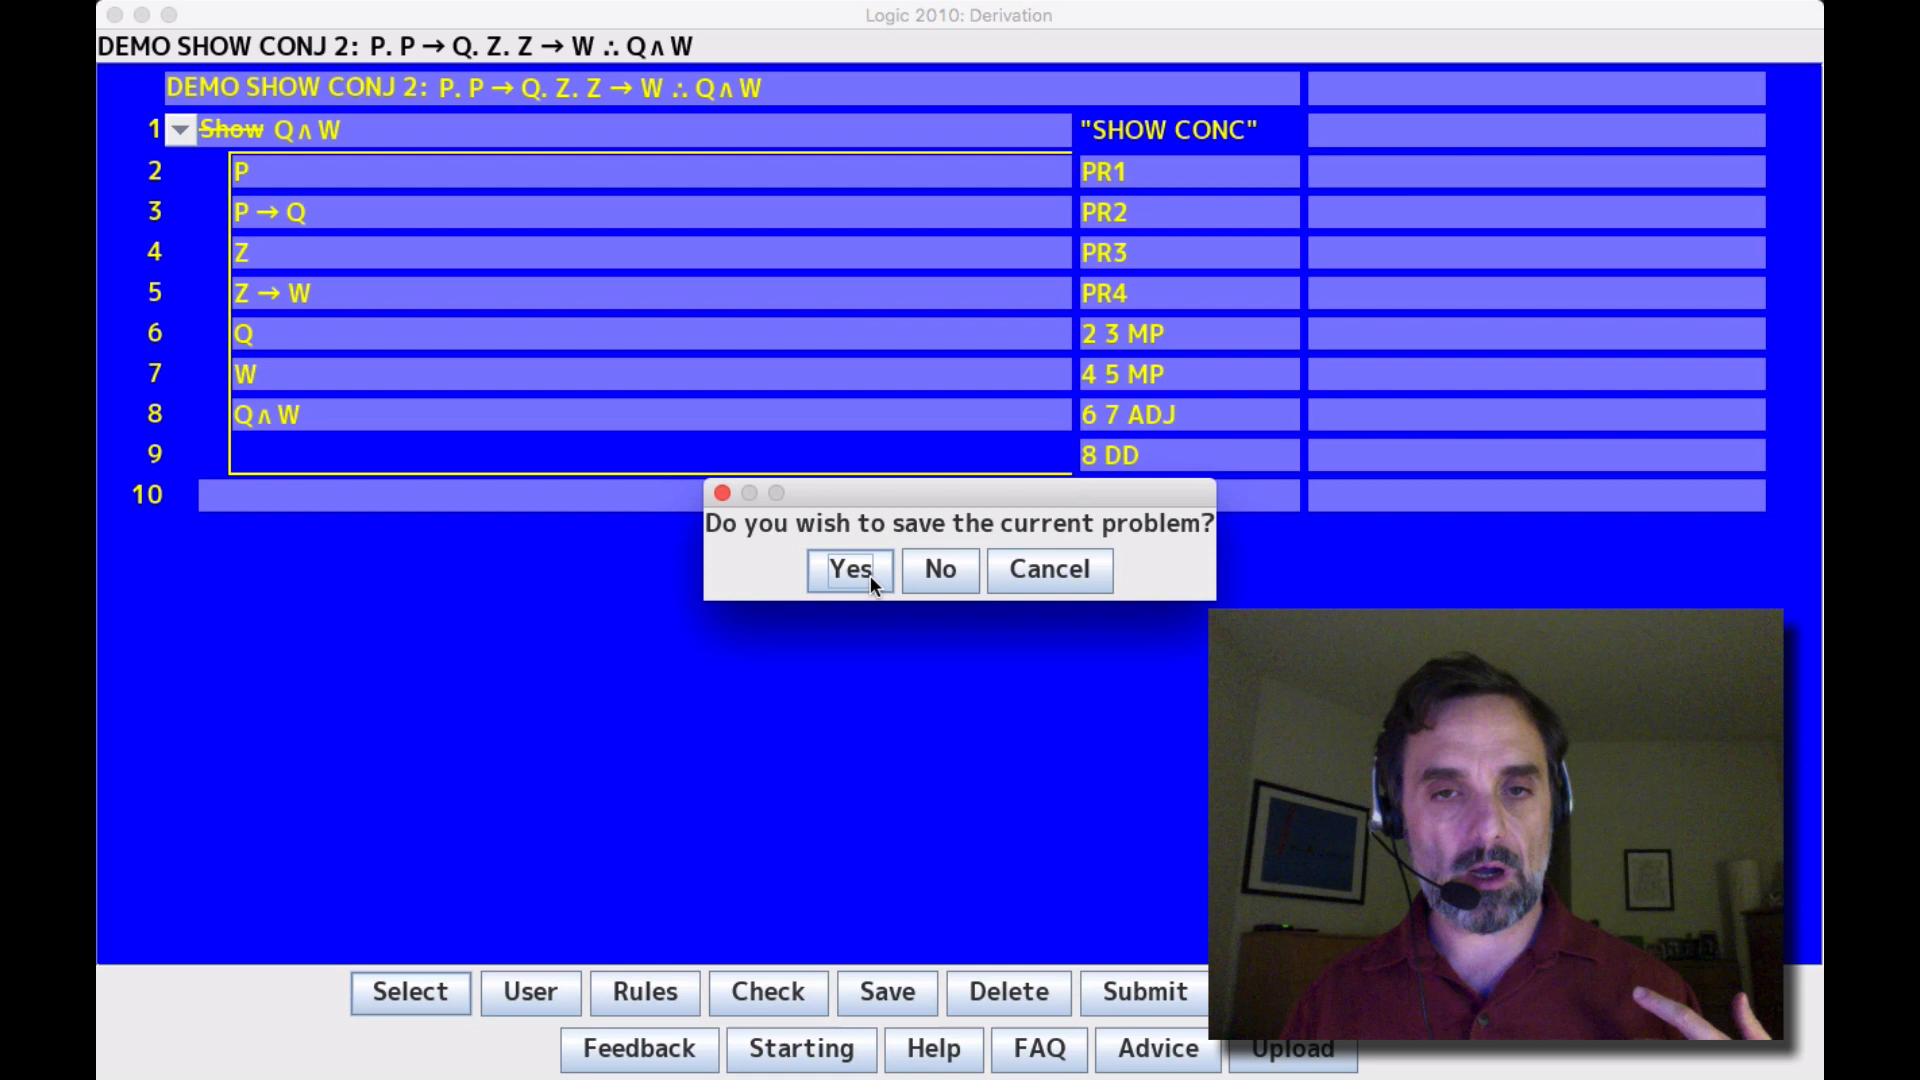 Logic 2010: Derivation
DEMO SHOW CONJ 2: P. P → Q. Z. Z → W ∴ Q ∧ W
DEMO SHOW CONJ 2: P. P → Q. Z. Z → W ∴ Q ∧ W
1 Show Q ∧ W "SHOW CONC"
2 P PR1
3 P → Q PR2
4 Z PR3
5 Z → W PR4
6 Q 2 3 MP
7 W 4 5 MP
8 Q ∧ W 6 7 ADJ
9 8 DD
10
Do you wish to save the current problem?
Yes No Cancel
Select User Rules Check Save Delete Submit
Feedback Starting Help FAQ Advice Upload